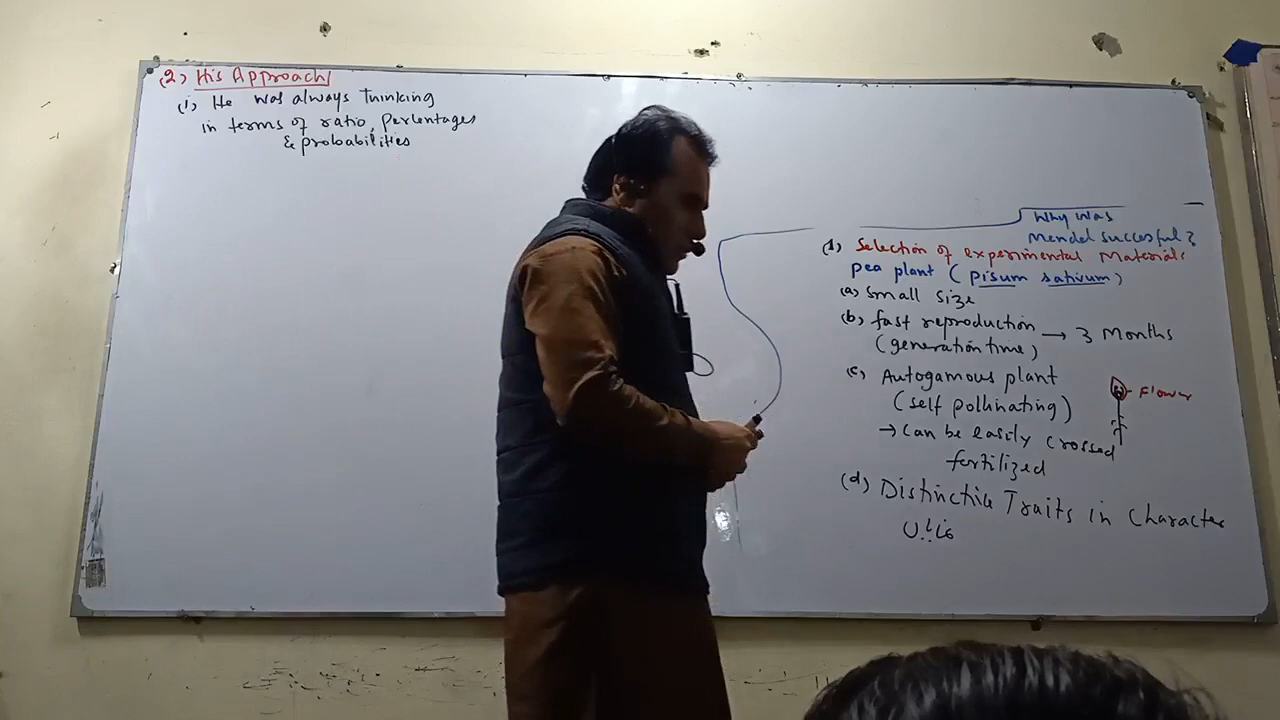 (2) His Approach
(i) He was always thinking
in terms of ratio, percentages
& probabilities
Why was
Mendel successful?
(1) Selection of experimental Materials
pea plant (pisum sativum)
(a) small size
(b) fast reproduction → 3 Months
(generation time)
(c) Autogamous plant
(self pollinating)
→ can be easily crossed
fertilized
Flower
(d) Distinctive Traits in Character
نمایاں